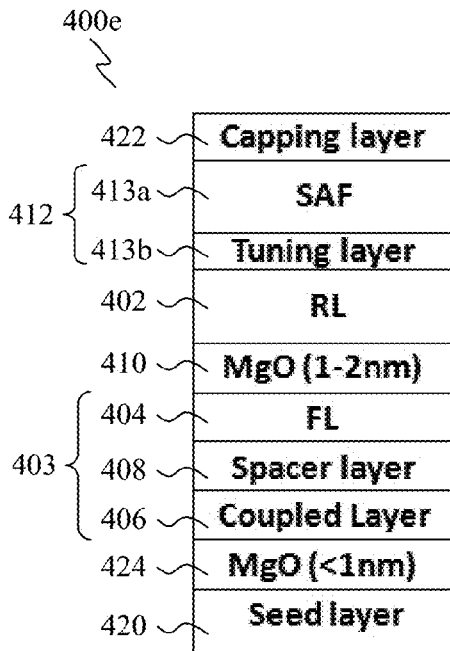 400e
422 Capping layer
413a SAF
412
413b Tuning layer
402 RL
410 MgO (1-2nm)
404 FL
403
408 Spacer layer
406 Coupled Layer
424 MgO (<1nm)
420 Seed layer